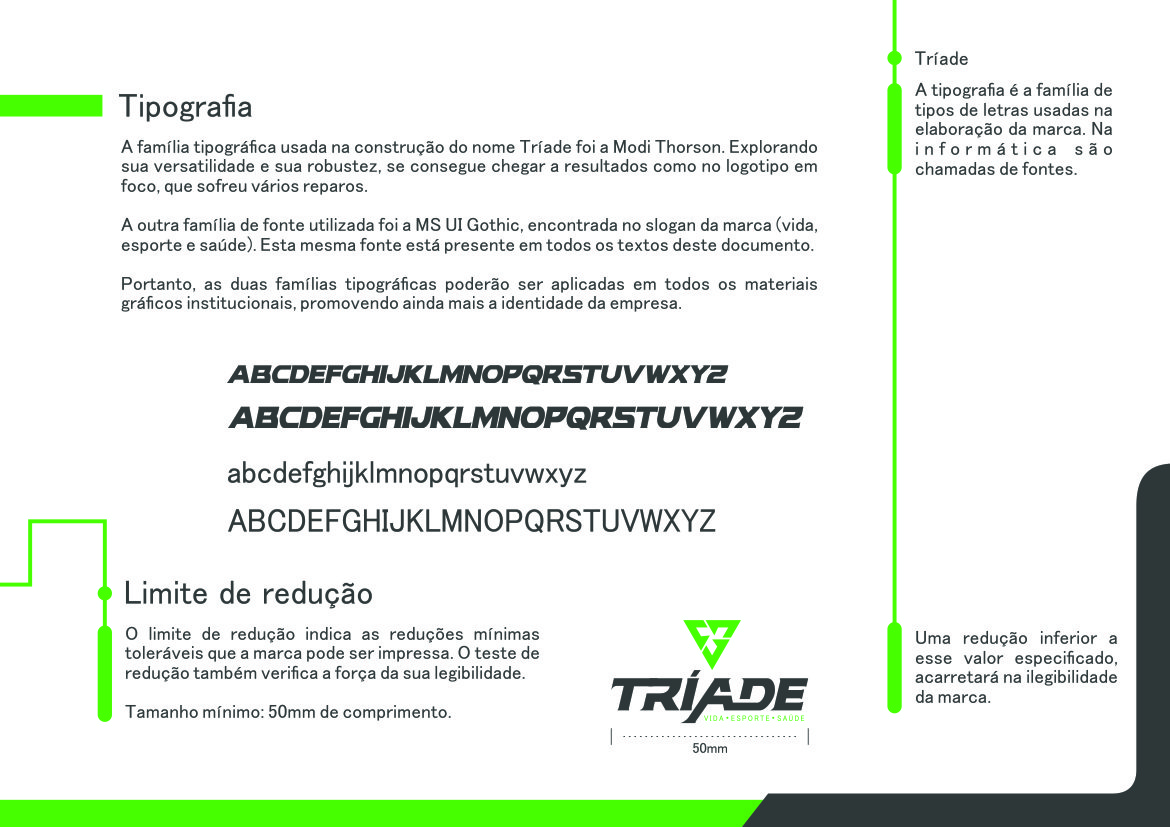 Tipografia
A família tipográfica usada na construção do nome Tríade foi a Modi Thorson. Explorando
sua versatilidade e sua robustez, se consegue chegar a resultados como no logotipo em
foco, que sofreu vários reparos.
A outra família de fonte utilizada foi a MS UI Gothic, encontrada no slogan da marca (vida,
esporte e saúde). Esta mesma fonte está presente em todos os textos deste documento.
Portanto, as duas famílias tipográficas poderão ser aplicadas em todos os materiais
gráficos institucionais, promovendo ainda mais a identidade da empresa.
ABCDEFGHIJKLMNOPQRSTUVWXYZ
ABCDEFGHIJKLMNOPQRSTUVWXYZ
abcdefghijklmnopqrstuvwxyz
ABCDEFGHIJKLMNOPQRSTUVWXYZ
Limite de redução
O limite de redução indica as reduções mínimas
toleráveis que a marca pode ser impressa. O teste de
redução também verifica a força da sua legibilidade.
Tamanho mínimo: 50mm de comprimento.
TRÍADE
VIDA•ESPORTE•SAÚDE
50mm
Tríade
A tipografia é a família de
tipos de letras usadas na
elaboração da marca. Na
informática são
chamadas de fontes.
Uma redução inferior a
esse valor especificado,
acarretará na ilegibilidade
da marca.